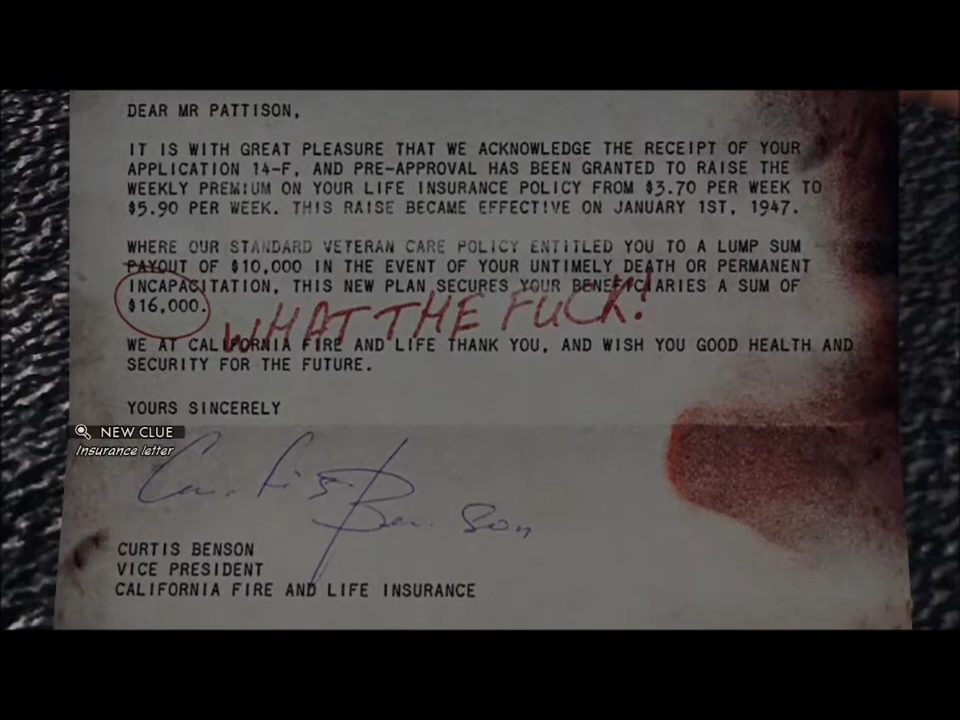 DEAR MR PATTISON,
IT IS WITH GREAT PLEASURE THAT WE ACKNOWLEDGE THE RECEIPT OF YOUR
APPLICATION 14-F, AND PRE-APPROVAL HAS BEEN GRANTED TO RAISE THE
WEEKLY PREMIUM ON YOUR LIFE INSURANCE POLICY FROM $3.70 PER WEEK TO
$5.90 PER WEEK. THIS RAISE BECAME EFFECTIVE ON JANUARY 1ST, 1947.
WHERE OUR STANDARD VETERAN CARE POLICY ENTITLED YOU TO A LUMP SUM
PAYOUT OF $10,000 IN THE EVENT OF YOUR UNTIMELY DEATH OR PERMANENT
INCAPACITATION, THIS NEW PLAN SECURES YOUR BENEFICIARIES A SUM OF
$16,000.
WHAT THE FUCK!
WE AT CALIFORNIA FIRE AND LIFE THANK YOU, AND WISH YOU GOOD HEALTH AND
SECURITY FOR THE FUTURE.
YOURS SINCERELY
NEW CLUE
Insurance letter
Curtis Benson
CURTIS BENSON
VICE PRESIDENT
CALIFORNIA FIRE AND LIFE INSURANCE